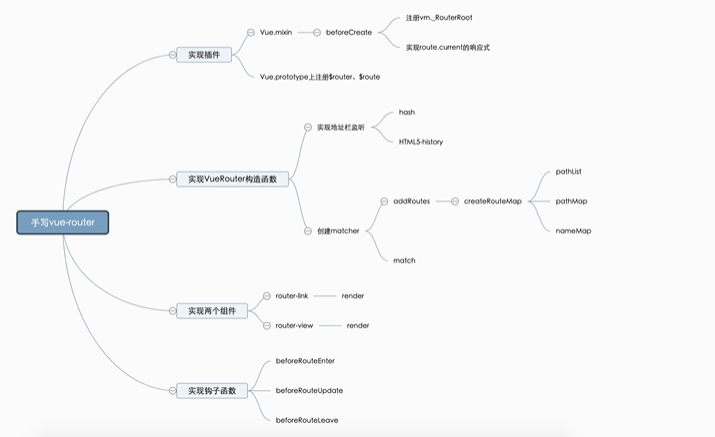 手写vue-router
实现插件
Vue.mixin
beforeCreate
注册vm._RouterRoot
实现route.current的响应式
Vue.prototype上注册$router、$route
实现VueRouter构造函数
实现地址栏监听
hash
HTML5-history
创建matcher
addRoutes
createRouteMap
pathList
pathMap
nameMap
match
实现两个组件
router-link
render
router-view
render
实现钩子函数
beforeRouteEnter
beforeRouteUpdate
beforeRouteLeave